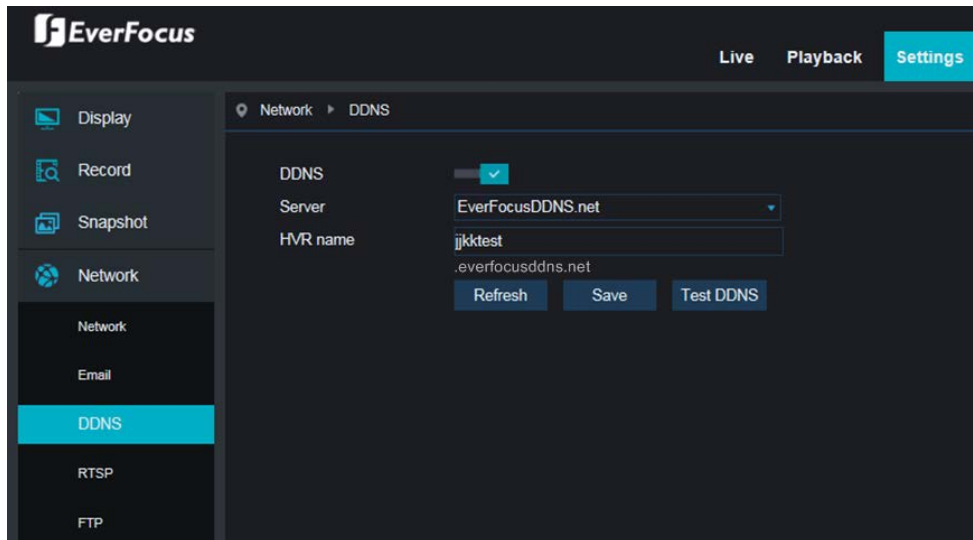 EverFocus
Live Playback Settings
Display
Record
Snapshot
Network
Network
Email
DDNS
RTSP
FTP
Network DDNS
DDNS
Server EverFocusDDNS.net
HVR name jjkktest
.everfocusddns.net
Refresh Save Test DDNS